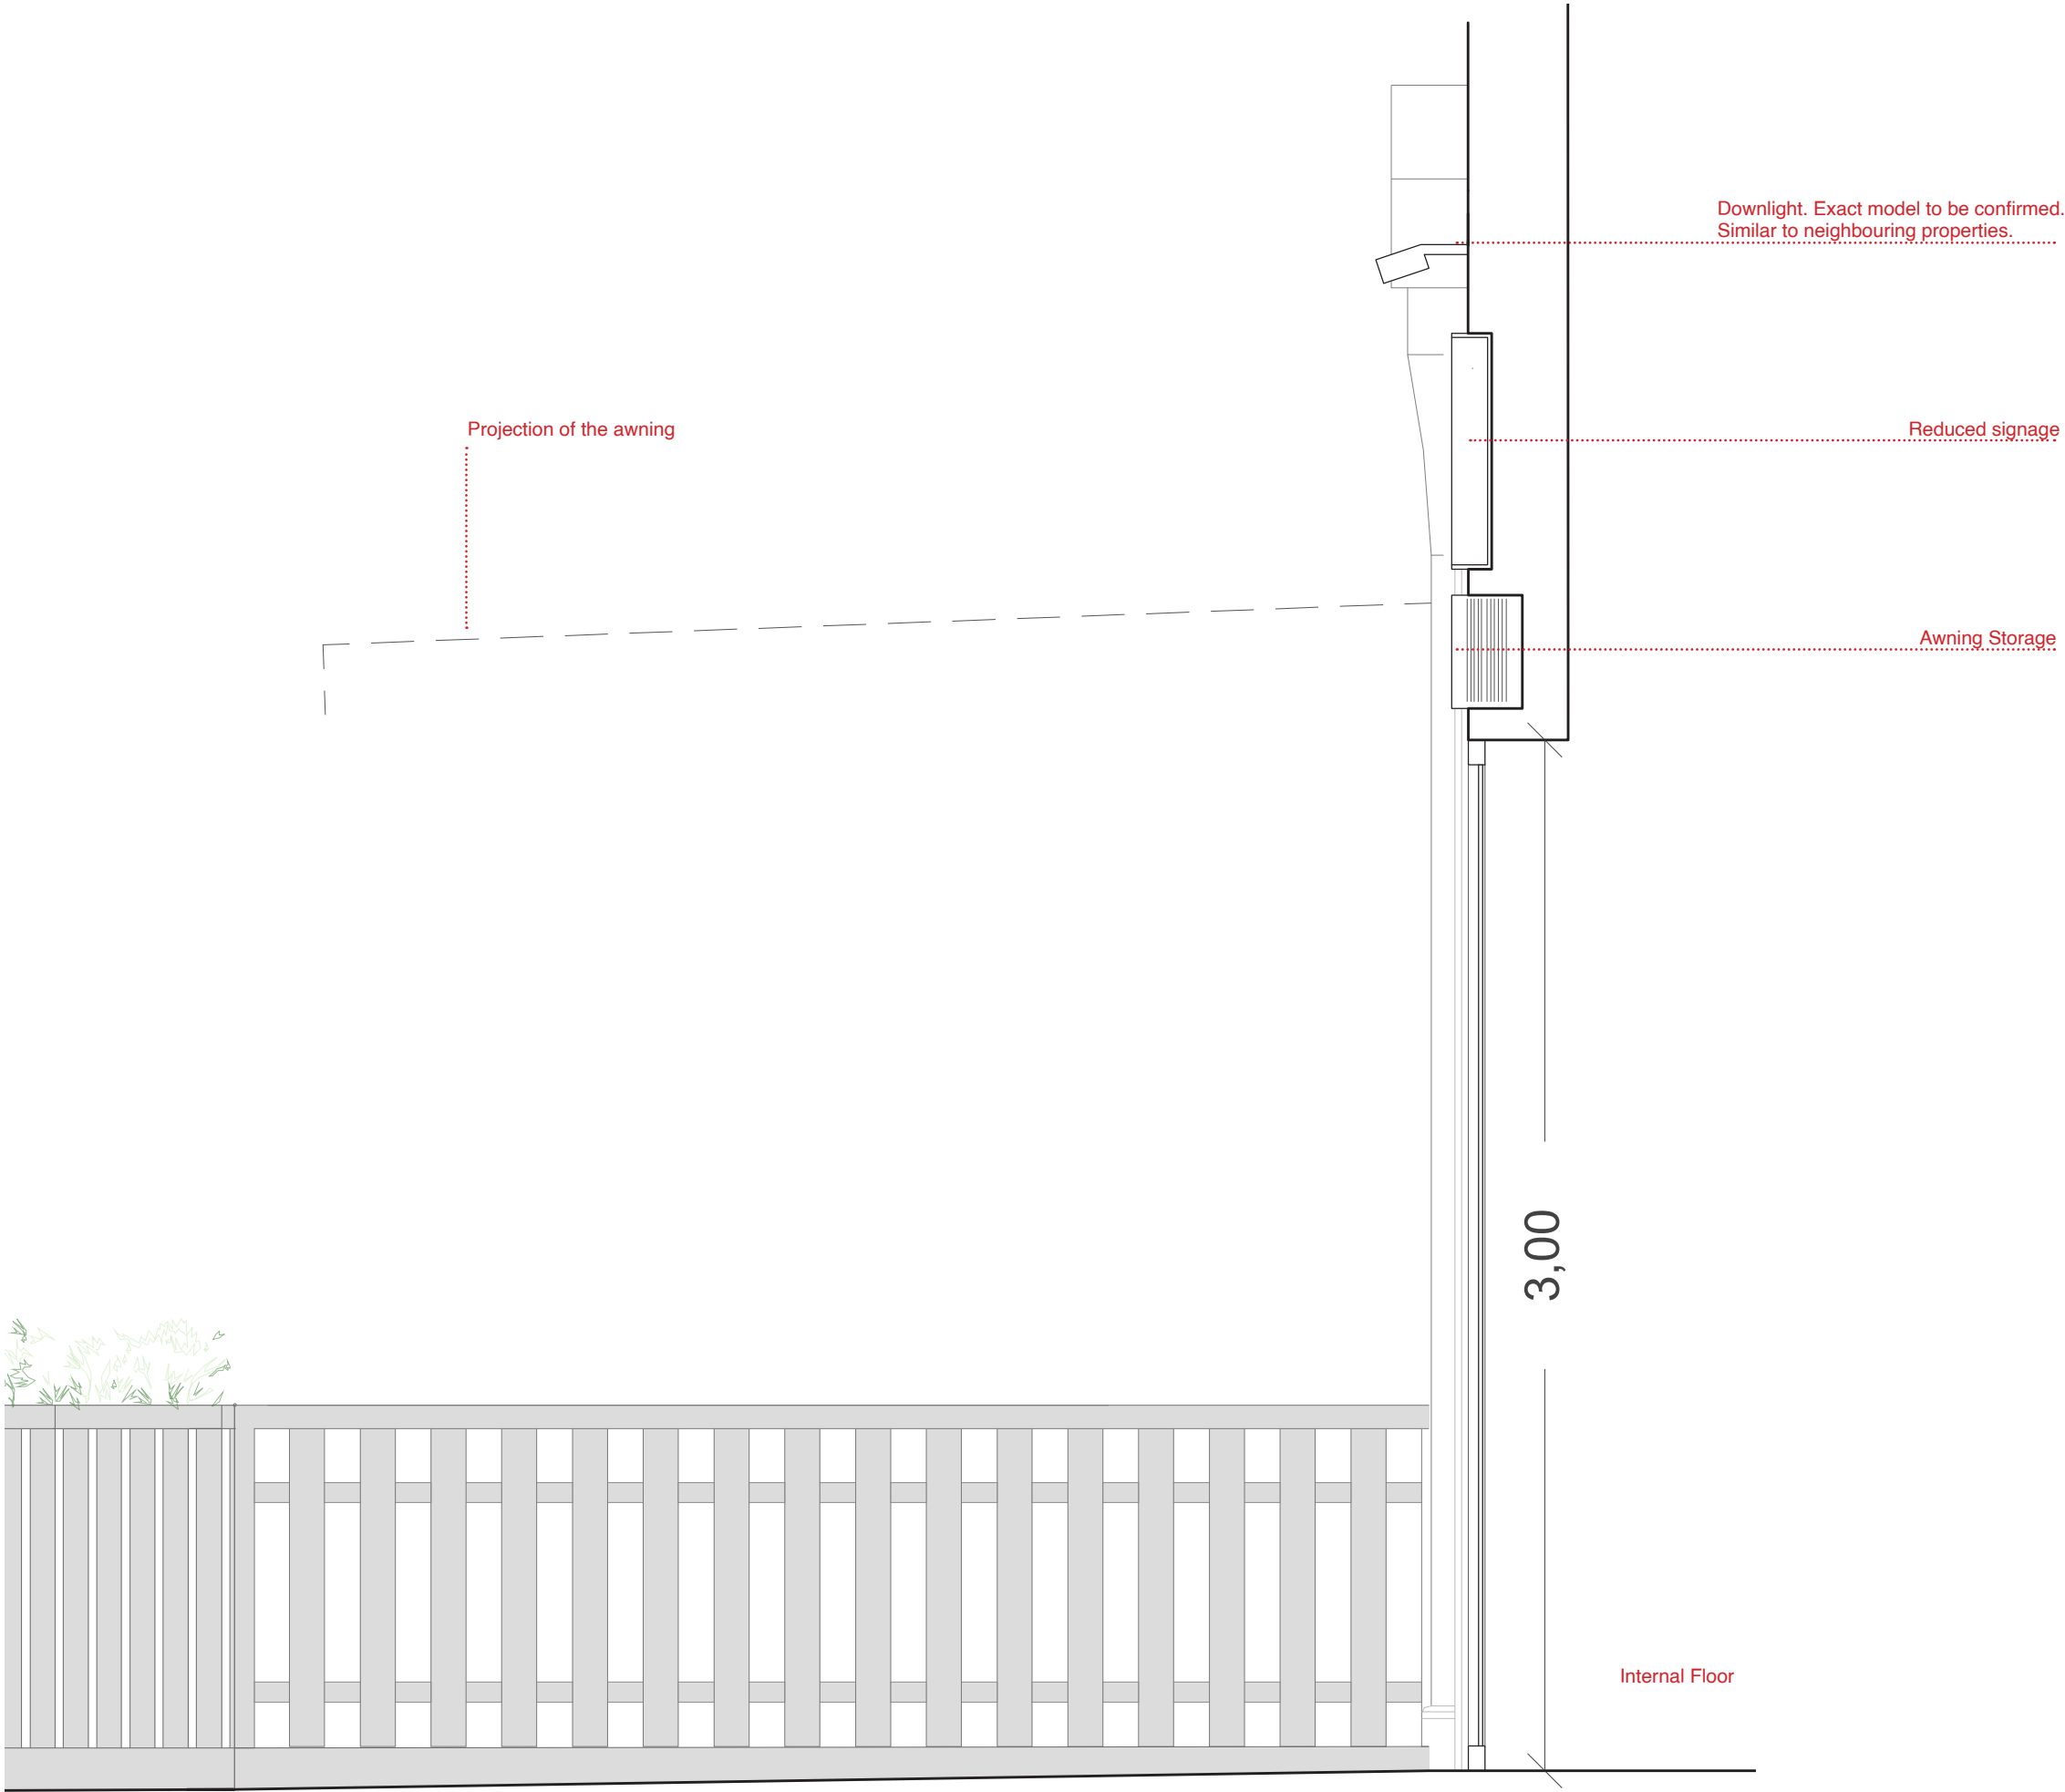 Downlight. Exact model to be confirmed.
Similar to neighbouring properties.
Projection of the awning
Reduced signage
Awning Storage
3,00
Internal Floor